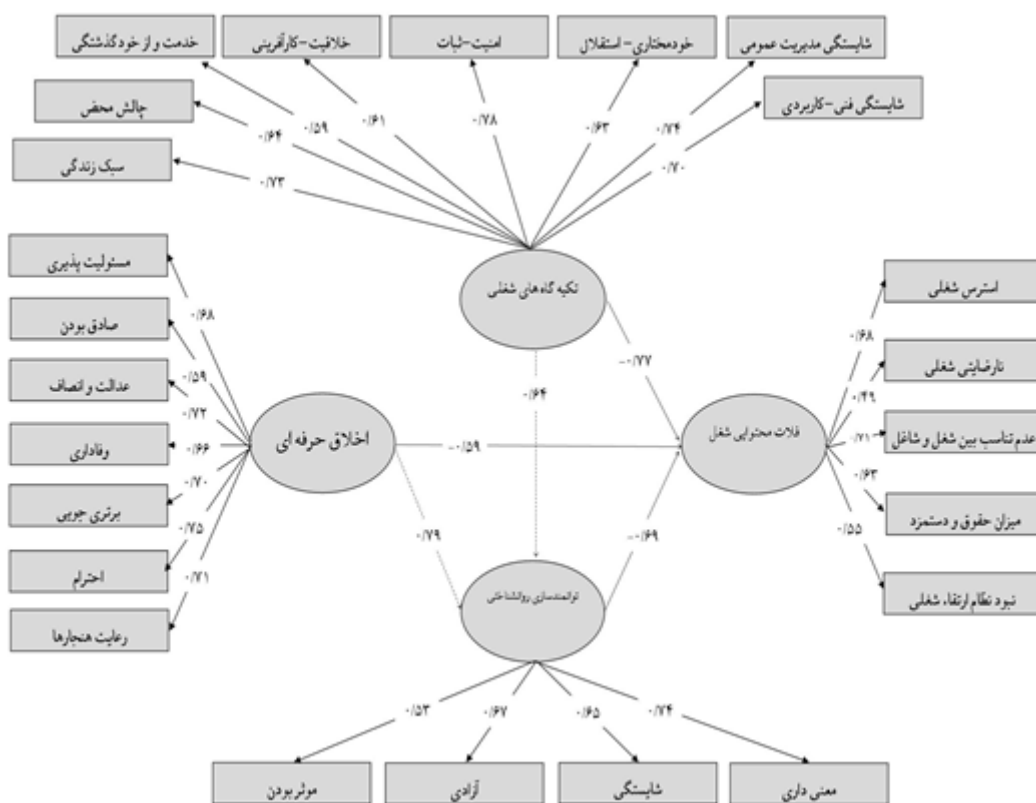 شایستگی مدیریت عمومی
خودمختاری-استقلال
امنیت-ثبات
خلاقیت-کارآفرینی
خدمت و از خودگذشتگی
شایستگی فنی-کاربردی
چالش محض
سبک زندگی
۰/۷۰
۰/۷۴
۰/۶۳
۰/۷۸
۰/۶۱
۰/۵۹
۰/۶۴
۰/۷۳
تکیه گاه های شغلی
مسئولیت پذیری
صادق بودن
عدالت و انصاف
وفاداری
برتری جویی
احترام
رعایت هنجارها
۰/۶۸
۰/۵۹
۰/۷۲
۰/۶۶
۰/۷۰
۰/۷۵
۰/۷۱
اخلاق حرفه ای
-۰/۷۷
۰/۶۴
-۰/۵۹
۰/۷۹
-۰/۶۹
فلات محتوایی شغل
استرس شغلی
نارضایتی شغلی
عدم تناسب بین شغل و شاغل
میزان حقوق و دستمزد
نبود نظام ارتقاء شغلی
۰/۶۸
۰/۴۹
۰/۷۱
۰/۶۳
۰/۵۵
توانمندسازی روانشناختی
۰/۷۴
۰/۶۵
۰/۶۷
۰/۵۳
معنی داری
شایستگی
آزادی
موثر بودن